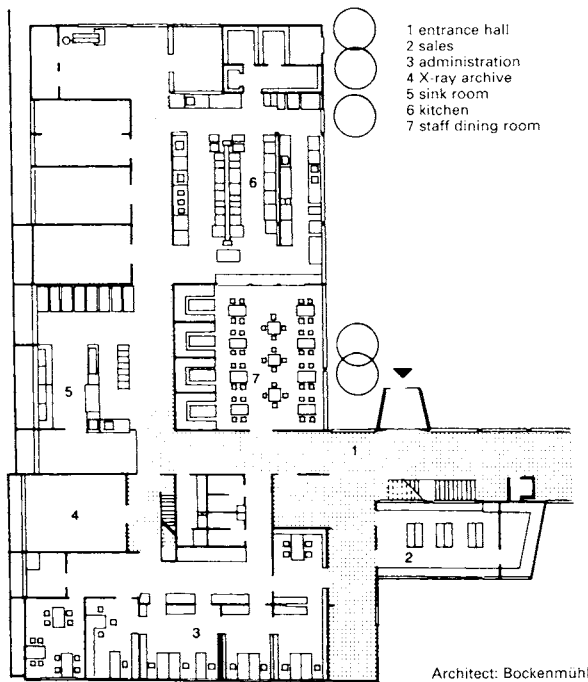 1 entrance hall
2 sales
3 administration
4 X-ray archive
5 sink room
6 kitchen
7 staff dining room
6
7
5
1
4
2
3
Architect: Bockenmühl